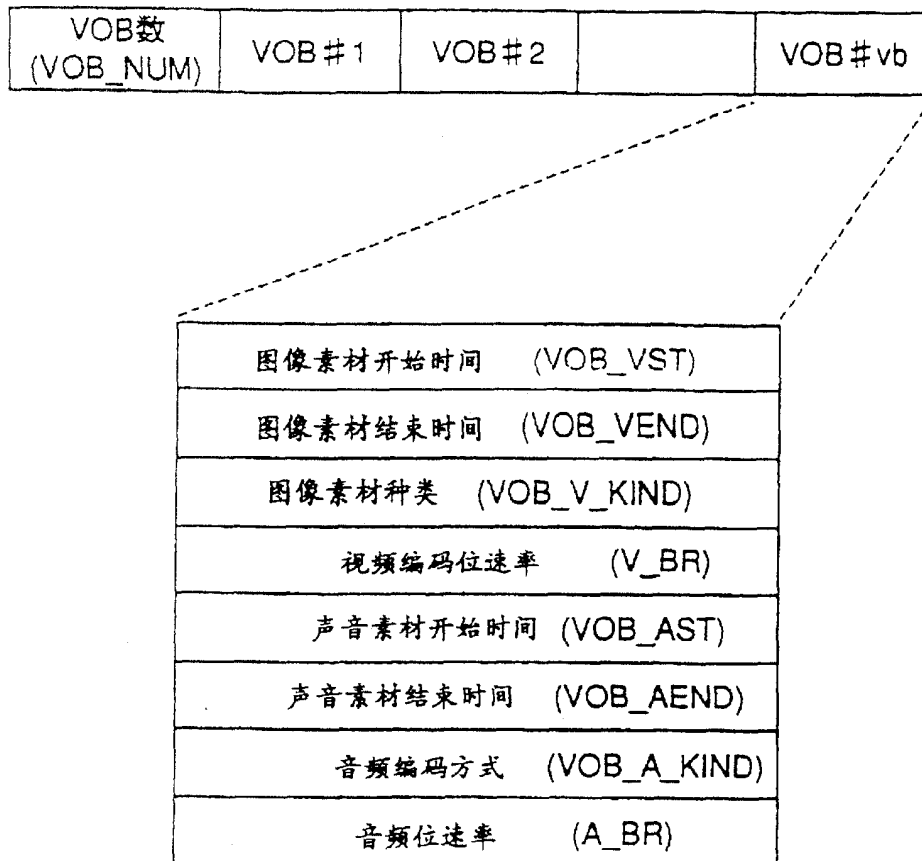 VOB数
(VOB_NUM)
VOB#1
VOB#2
VOB#vb
图像素材开始时间 (VOB_VST)
图像素材结束时间 (VOB_VEND)
图像素材种类 (VOB_V_KIND)
视频编码位速率 (V_BR)
声音素材开始时间 (VOB_AST)
声音素材结束时间 (VOB_AEND)
音频编码方式 (VOB_A_KIND)
音频位速率 (A_BR)